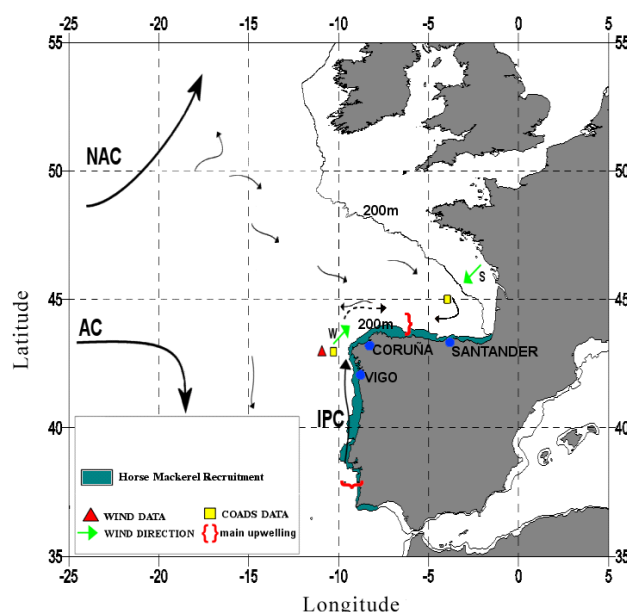 -25 -20 -15 -10 -5 0 5
55 55
NAC
50 50
200m
S
45 45
W
200m
CORUÑA SANTANDER
AC
VIGO
IPC
40 40
Horse Mackerel Recruitment
WIND DATA COADS DATA
WIND DIRECTION {} main upwelling
35 35
-25 -20 -15 -10 -5 0 5
Latitude
Longitude